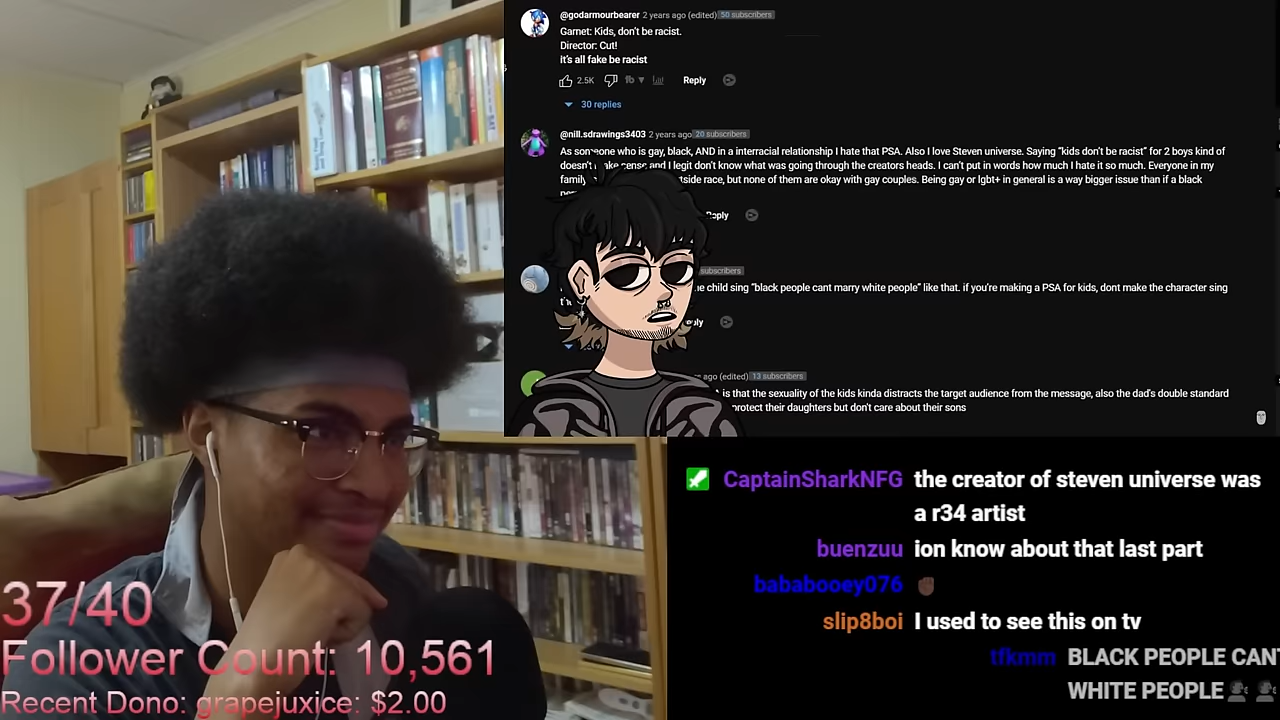 @godarmourbearer 2 years ago (edited) 50 subscribers
Garnet: Kids, don't be racist.
Director: Cut!
it's all fake be racist
2.5K Reply
30 replies
@nill.sdrawings3403 2 years ago 20 subscribers
As someone who is gay, black, AND in a interracial relationship I hate that PSA. Also I love Steven universe. Saying "kids don't be racist" for 2 boys kind of
doesn't sense and I legit don't know what was going through the creators heads. I can't put in words how much I hate it so much. Everyone in my
family race, but none of them are okay with gay couples. Being gay or lgbt+ in general is a way bigger issue than if a black
Reply
subscribers
child sing "black people cant marry white people" like that. if you're making a PSA for kids, dont make the character sing
ago (edited) 13 subscribers
is that the sexuality of the kids kinda distracts the target audience from the message, also the dad's double standard
protect their daughters but don't care about their sons
CaptainSharkNFG the creator of steven universe was
a r34 artist
buenzuu ion know about that last part
bababooey076
slip8boi I used to see this on tv
tfkmm BLACK PEOPLE CANT
WHITE PEOPLE
37/40
Follower Count: 10,561
Recent Dono: grapejuxice: $2.00